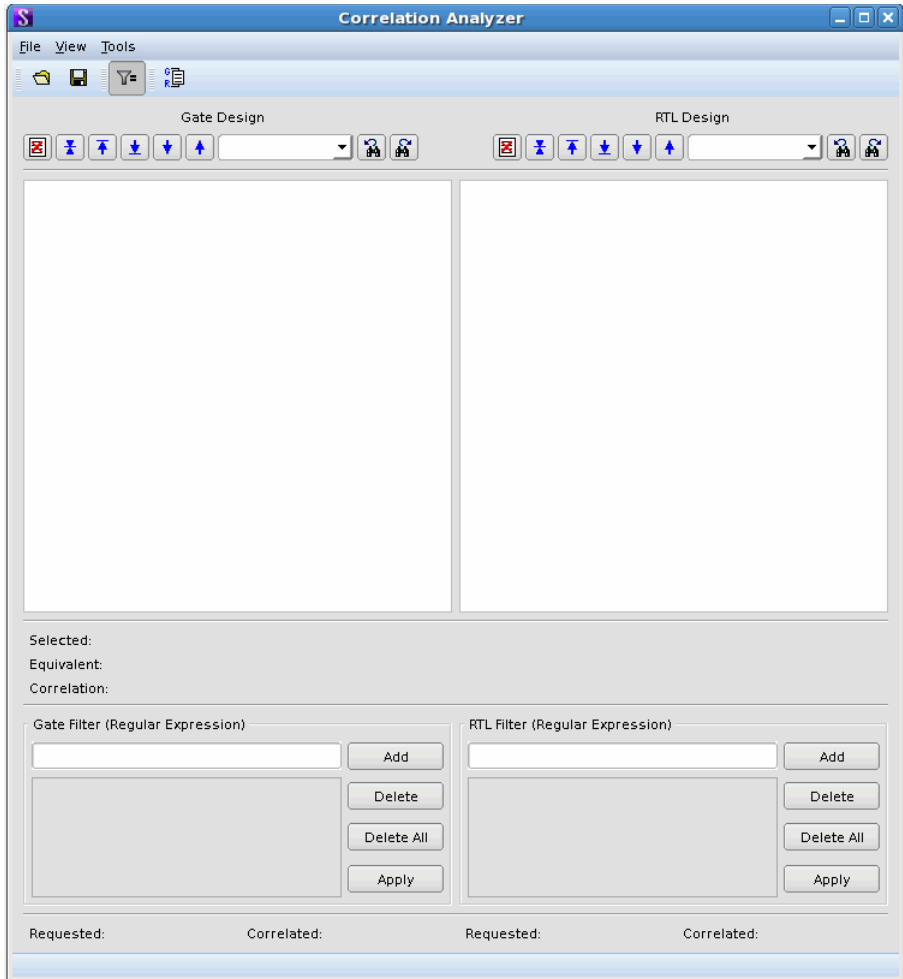 S Correlation Analyzer
File View Tools
G
R
Gate Design RTL Design
Selected:
Equivalent:
Correlation:
Gate Filter (Regular Expression) RTL Filter (Regular Expression)
Add Add
Delete Delete
Delete All Delete All
Apply Apply
Requested: Correlated: Requested: Correlated: